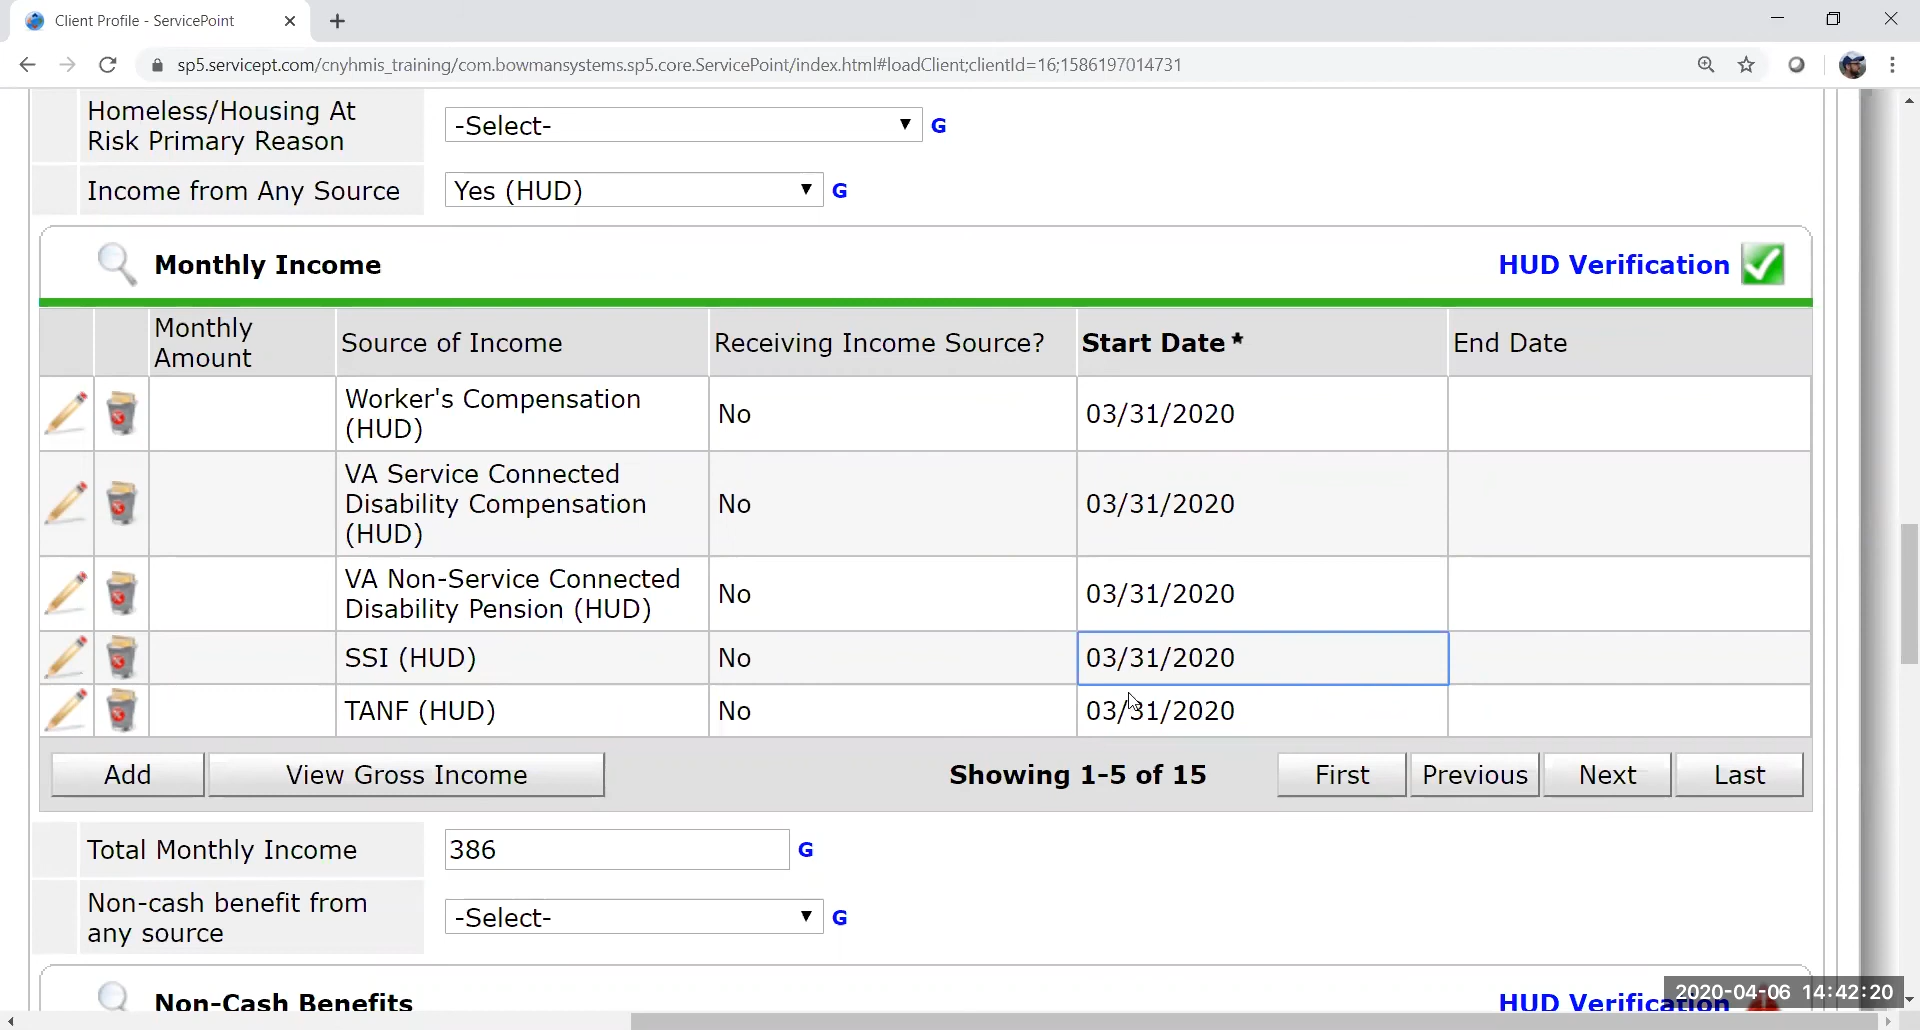 Client Profile - ServicePoint
sp5.servicept.com/cnyhmis_training/com.bowmansystems.sp5.core.ServicePoint/index.html#loadClient;clientId=16;1586197014731
Homeless/Housing At
Risk Primary Reason
-Select-
G
Income from Any Source
Yes (HUD)
G
Monthly Income
HUD Verification
Monthly
Amount
Source of Income
Receiving Income Source?
Start Date*
End Date
Worker's Compensation
(HUD)
No
03/31/2020
VA Service Connected
Disability Compensation
(HUD)
No
03/31/2020
VA Non-Service Connected
Disability Pension (HUD)
No
03/31/2020
SSI (HUD)
No
03/31/2020
TANF (HUD)
No
03/31/2020
Add
View Gross Income
Showing 1-5 of 15
First
Previous
Next
Last
Total Monthly Income
386
G
Non-cash benefit from
any source
-Select-
G
Non-Cash Benefits
HUD Verification
2020-04-06 14:42:20